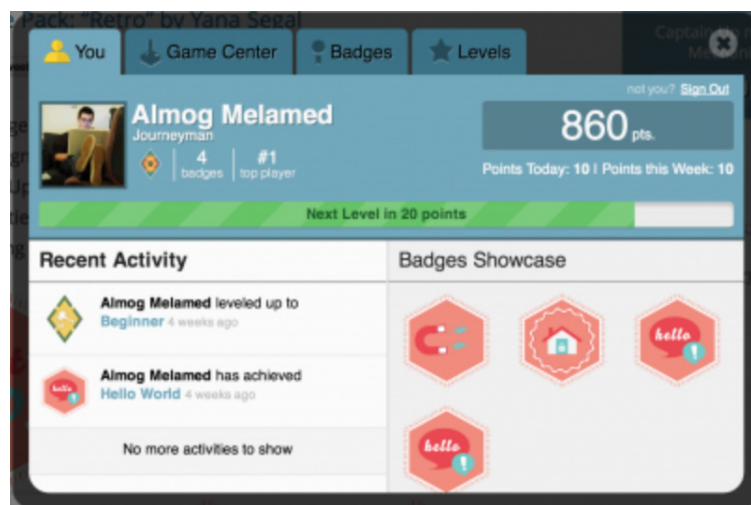 Pack: "Retro" by Yana Segal
You
Game Center
Badges
Levels
not you? Sign Out
Almog Melamed
Journeyman
4 badges
#1 top player
860 pts.
Points Today: 10 | Points this Week: 10
Next Level in 20 points
Recent Activity
Badges Showcase
Almog Melamed leveled up to
Beginner 4 weeks ago
Almog Melamed has achieved
Hello World 4 weeks ago
No more activities to show
hello
hello
hello